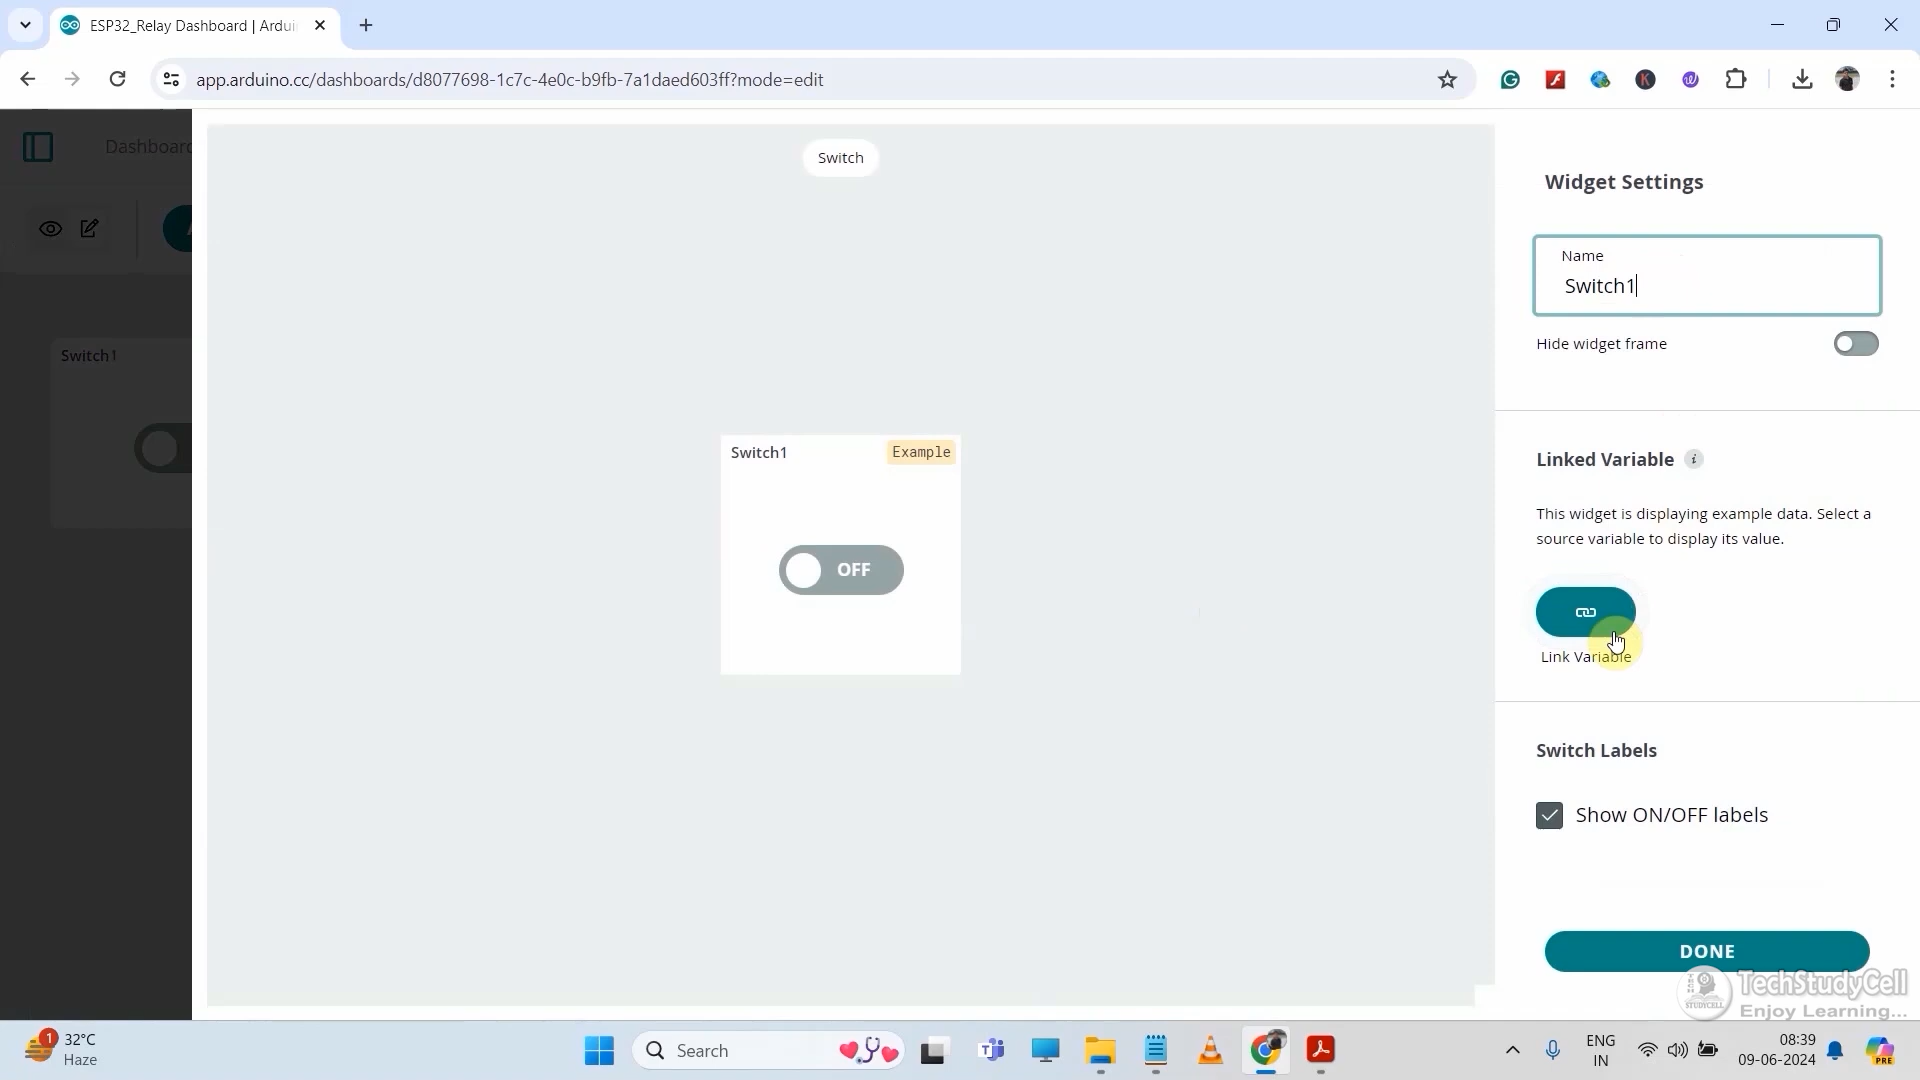 ESP32_Relay Dashboard | Ardui
app.arduino.cc/dashboards/d8077698-1c7c-4e0c-b9fb-7a1daed603ff?mode=edit
Dashboard
Switch
Widget Settings
Name
Switch1
Hide widget frame
Switch1
Switch1
Example
OFF
Linked Variable
This widget is displaying example data. Select a
source variable to display its value.
Link Variable
Switch Labels
Show ON/OFF labels
DONE
TechStudyCell
Enjoy Learning...
STUDYCELL
1
32°C
Haze
Search
ENG
IN
08:39
09-06-2024
PRE